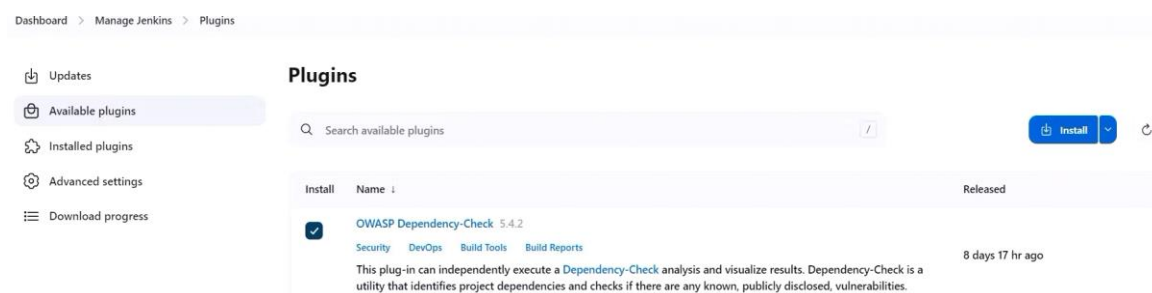 Dashboard > Manage Jenkins > Plugins
Updates
Available plugins
Installed plugins
Advanced settings
Download progress
Plugins
Search available plugins /
Install
Install Name ↓ Released
OWASP Dependency-Check 5.4.2
Security DevOps Build Tools Build Reports
8 days 17 hr ago
This plug-in can independently execute a Dependency-Check analysis and visualize results. Dependency-Check is a
utility that identifies project dependencies and checks if there are any known, publicly disclosed, vulnerabilities.